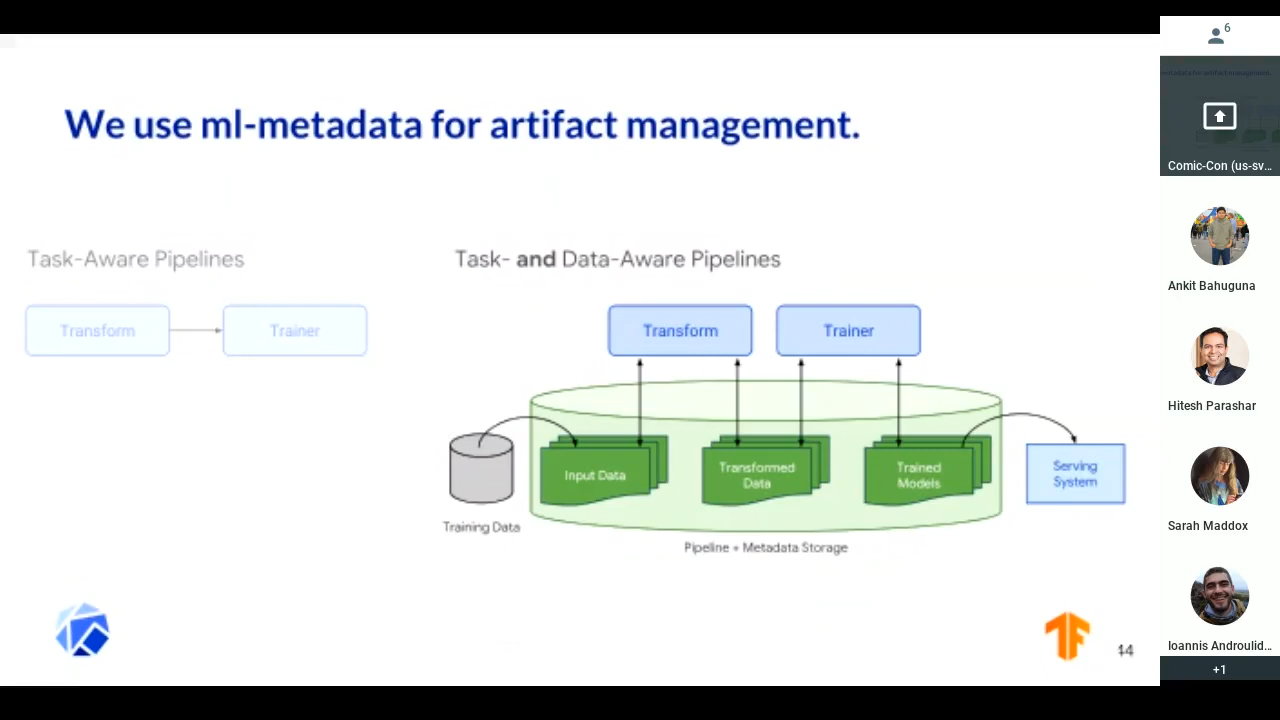 We use ml-metadata for artifact management.
Task-Aware Pipelines
Transform
Trainer
Task- and Data-Aware Pipelines
Transform
Trainer
Input Data
Transformed
Data
Trained
Models
Serving
System
Training Data
Pipeline + Metadata Storage
6
Comic-Con (us-sv...
Ankit Bahuguna
Hitesh Parashar
Sarah Maddox
Ioannis Androulid...
+1